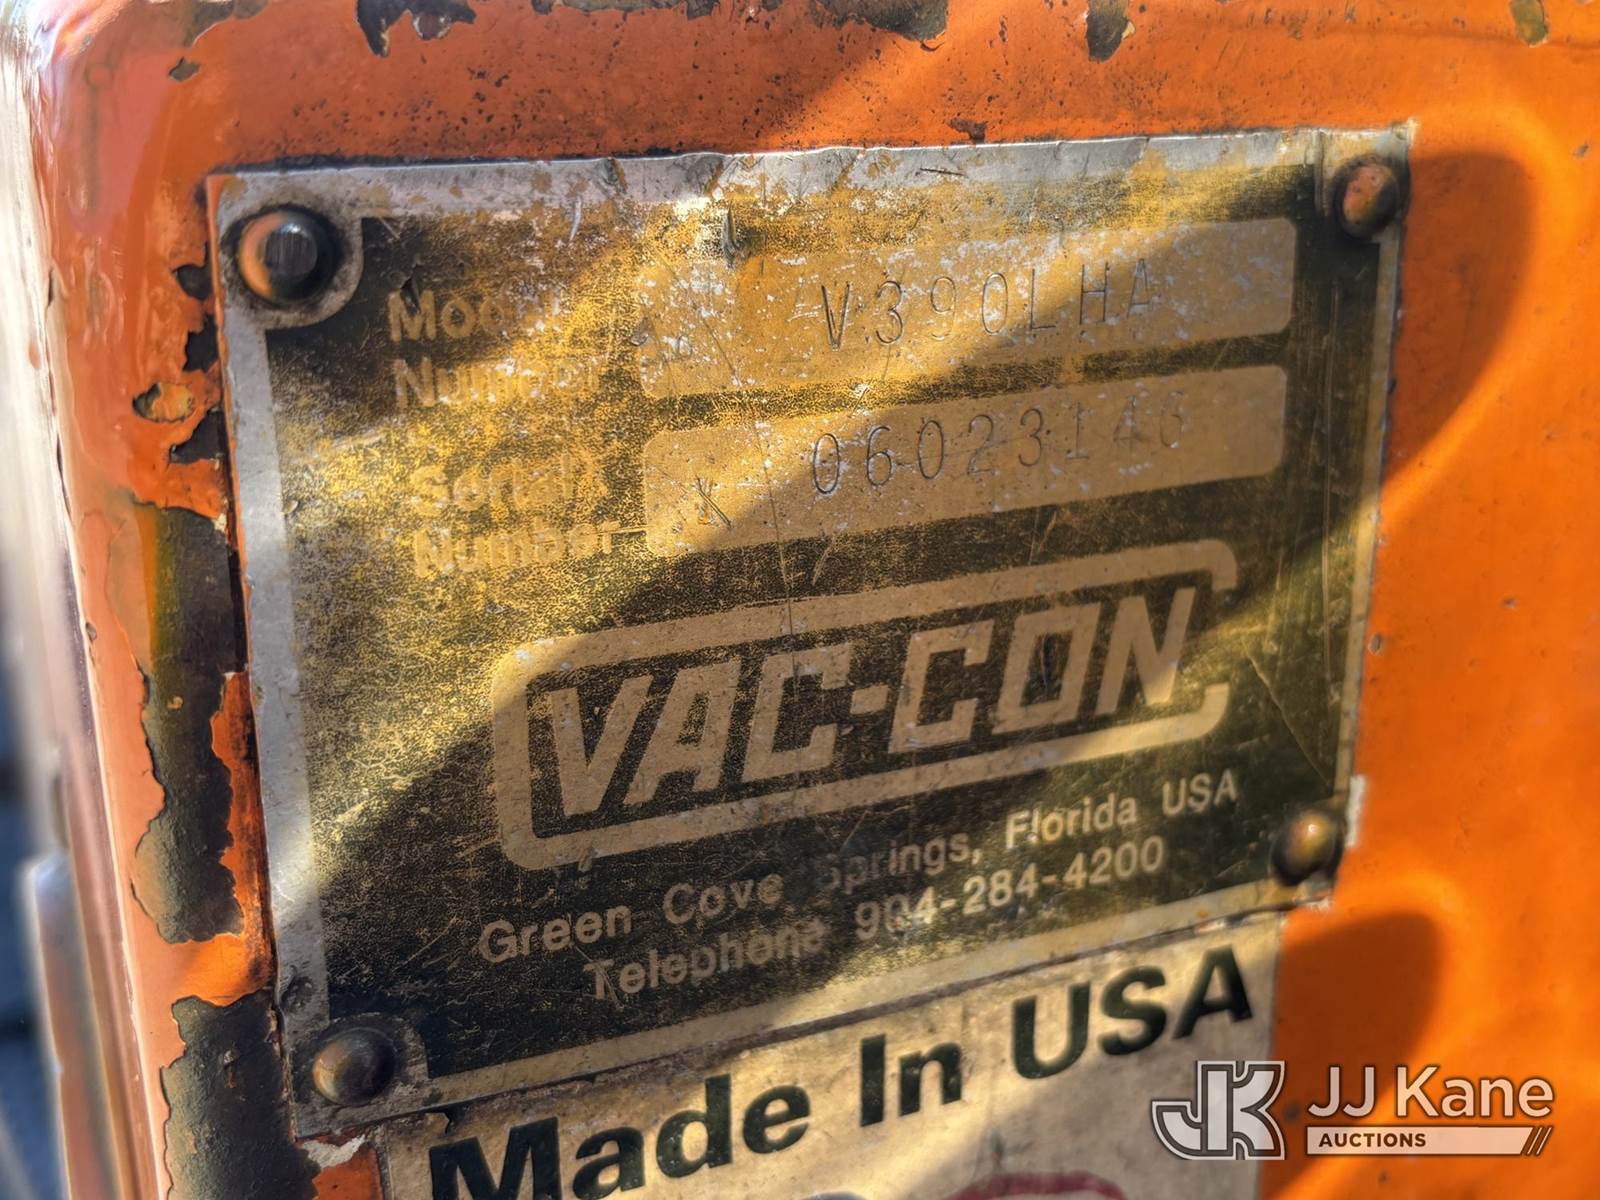 Model
Number
V390LHA
Serial
Number
X 06023146
VAC-CON
Green Cove Springs, Florida USA
Telephone 904-284-4200
Made In USA
JK JJ Kane
AUCTIONS